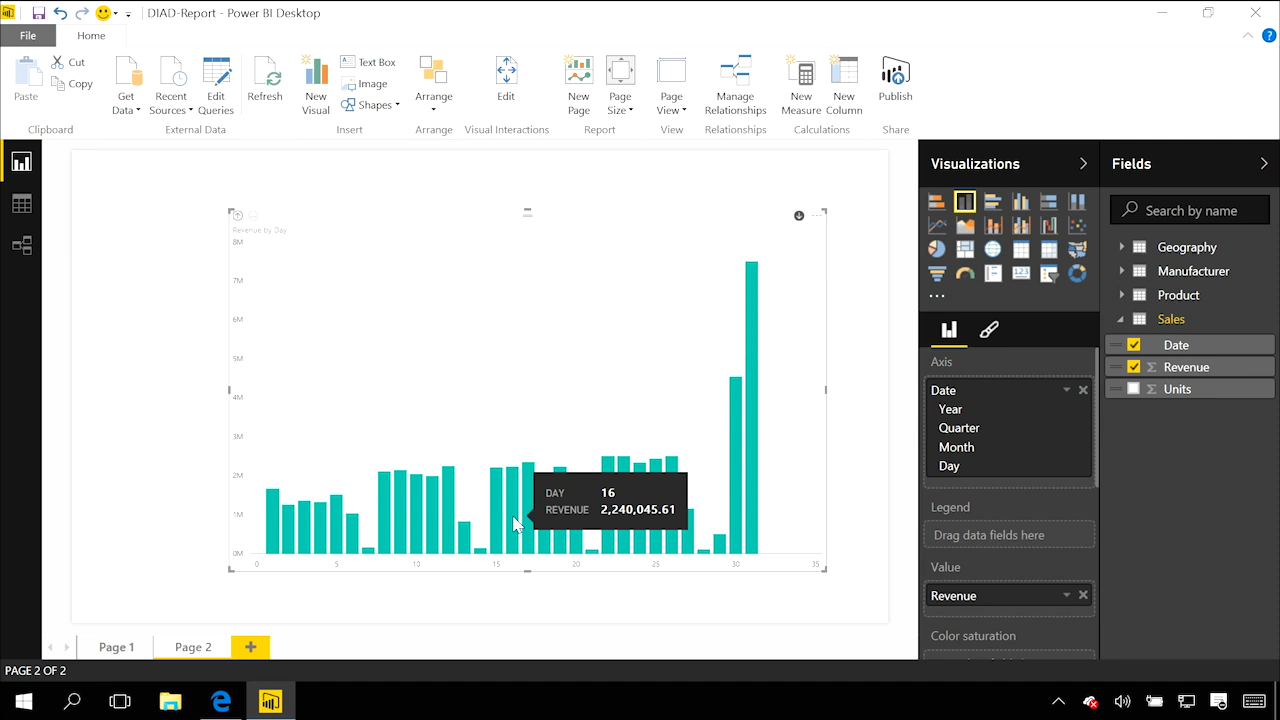 DIAD-Report - Power BI Desktop
File Home
Paste
Cut
Copy
Clipboard
Get Data
Recent Sources
Edit Queries
External Data
Refresh
New Visual
Text Box
Image
Shapes
Insert
Arrange
Arrange
Edit
Visual Interactions
New Page
Page Size
Report
Page View
View
Manage Relationships
Relationships
New Measure
New Column
Calculations
Publish
Share
Revenue by Day
8M
7M
6M
5M
4M
3M
2M
1M
0M
0 5 10 15 20 25 30 35
DAY 16
REVENUE 2,240,045.61
Visualizations
Axis
Date
Year
Quarter
Month
Day
Legend
Drag data fields here
Value
Revenue
Color saturation
Fields
Search by name
Geography
Manufacturer
Product
Sales
Date
Revenue
Units
Page 1 Page 2
PAGE 2 OF 2